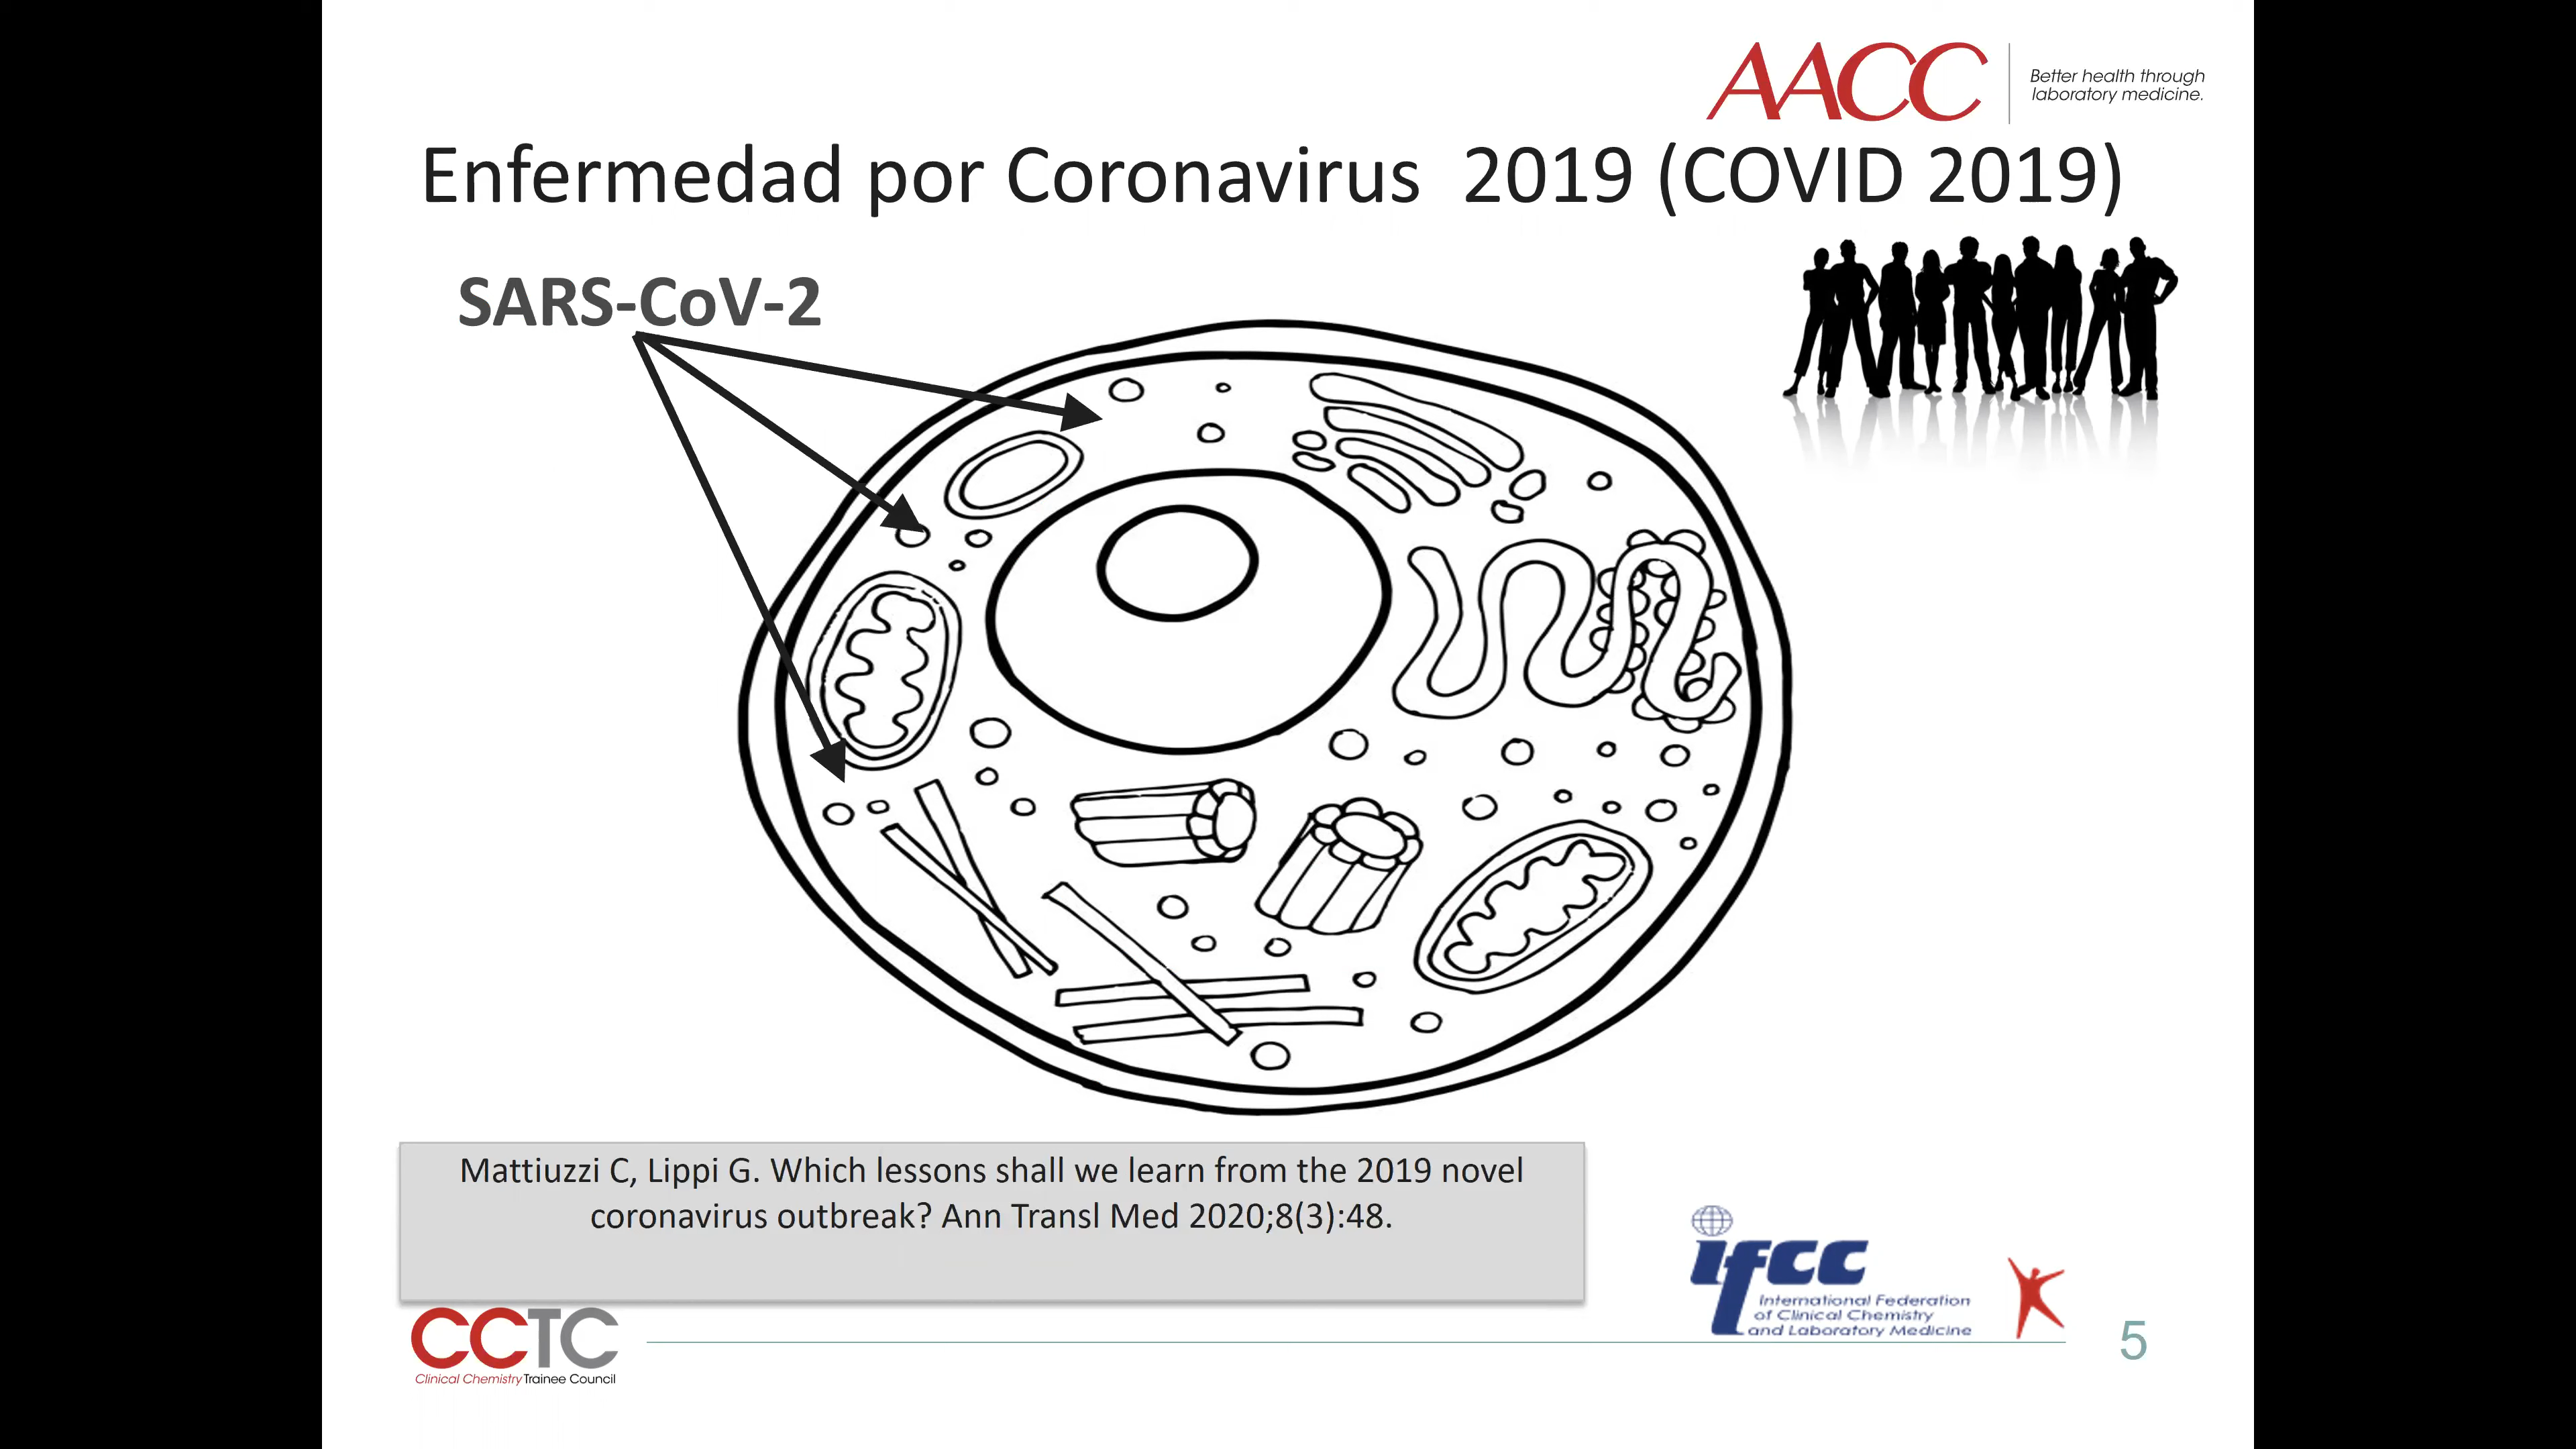 AACC
Better health through
laboratory medicine.
Enfermedad por Coronavirus 2019 (COVID 2019)
SARS-CoV-2
Mattiuzzi C, Lippi G. Which lessons shall we learn from the 2019 novel
coronavirus outbreak? Ann Transl Med 2020;8(3):48.
ifcc
International Federation
of Clinical Chemistry
and Laboratory Medicine
CCTC
Clinical Chemistry Trainee Council
5